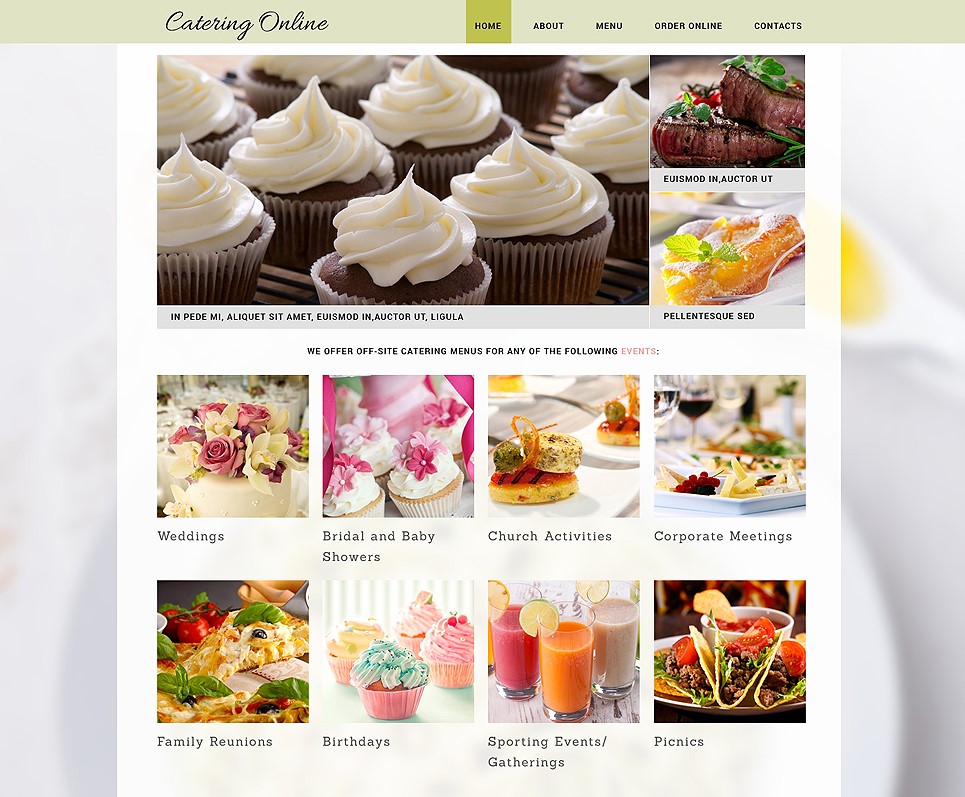 Catering Online
HOME
ABOUT
MENU
ORDER ONLINE
CONTACTS
EUISMOD IN,AUCTOR UT
IN PEDE MI, ALIQUET SIT AMET, EUISMOD IN,AUCTOR UT, LIGULA
PELLENTESQUE SED
WE OFFER OFF-SITE CATERING MENUS FOR ANY OF THE FOLLOWING EVENTS:
Weddings
Bridal and Baby
Showers
Church Activities
Corporate Meetings
Family Reunions
Birthdays
Sporting Events/
Gatherings
Picnics